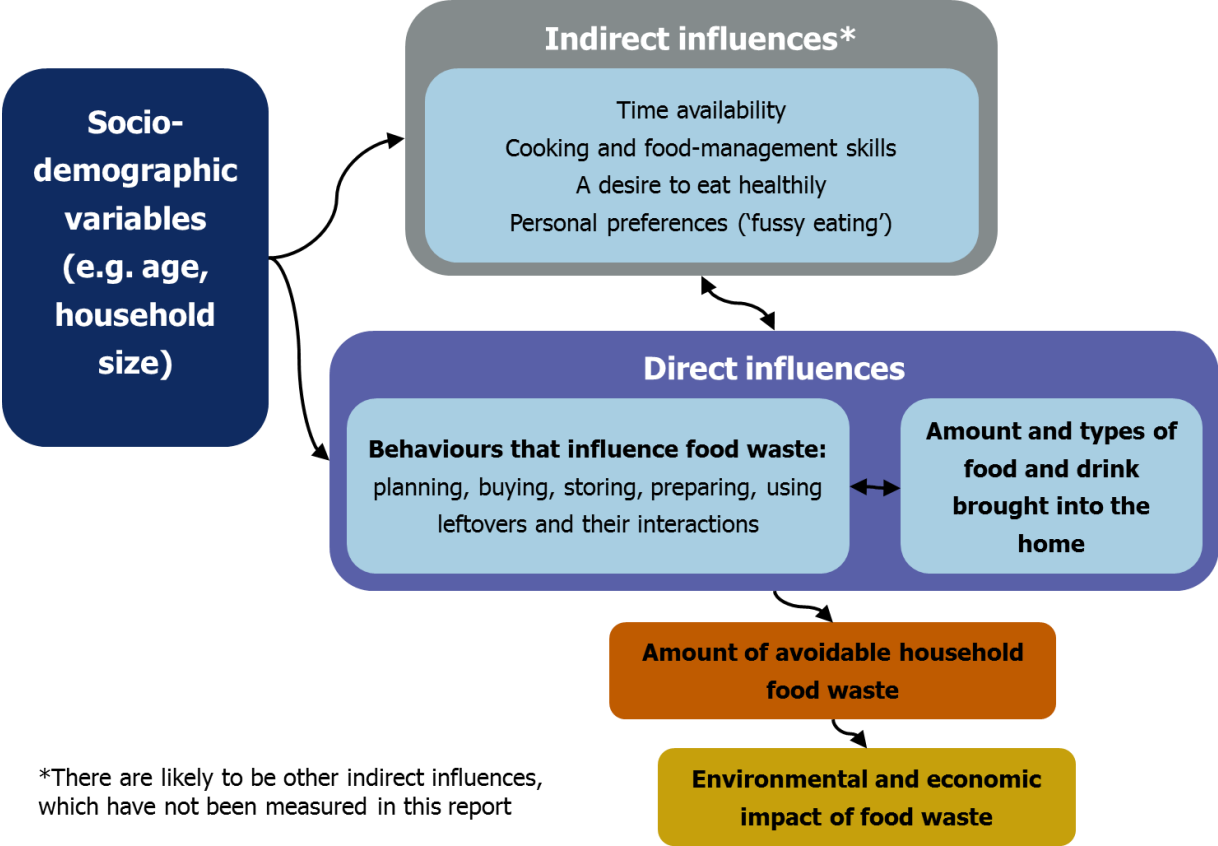 Socio-
demographic
variables
(e.g. age,
household
size)
Indirect influences*
Time availability
Cooking and food-management skills
A desire to eat healthily
Personal preferences (‘fussy eating’)
Direct influences
Behaviours that influence food waste:
planning, buying, storing, preparing, using
leftovers and their interactions
Amount and types of
food and drink
brought into the
home
Amount of avoidable household
food waste
Environmental and economic
impact of food waste
*There are likely to be other indirect influences,
which have not been measured in this report